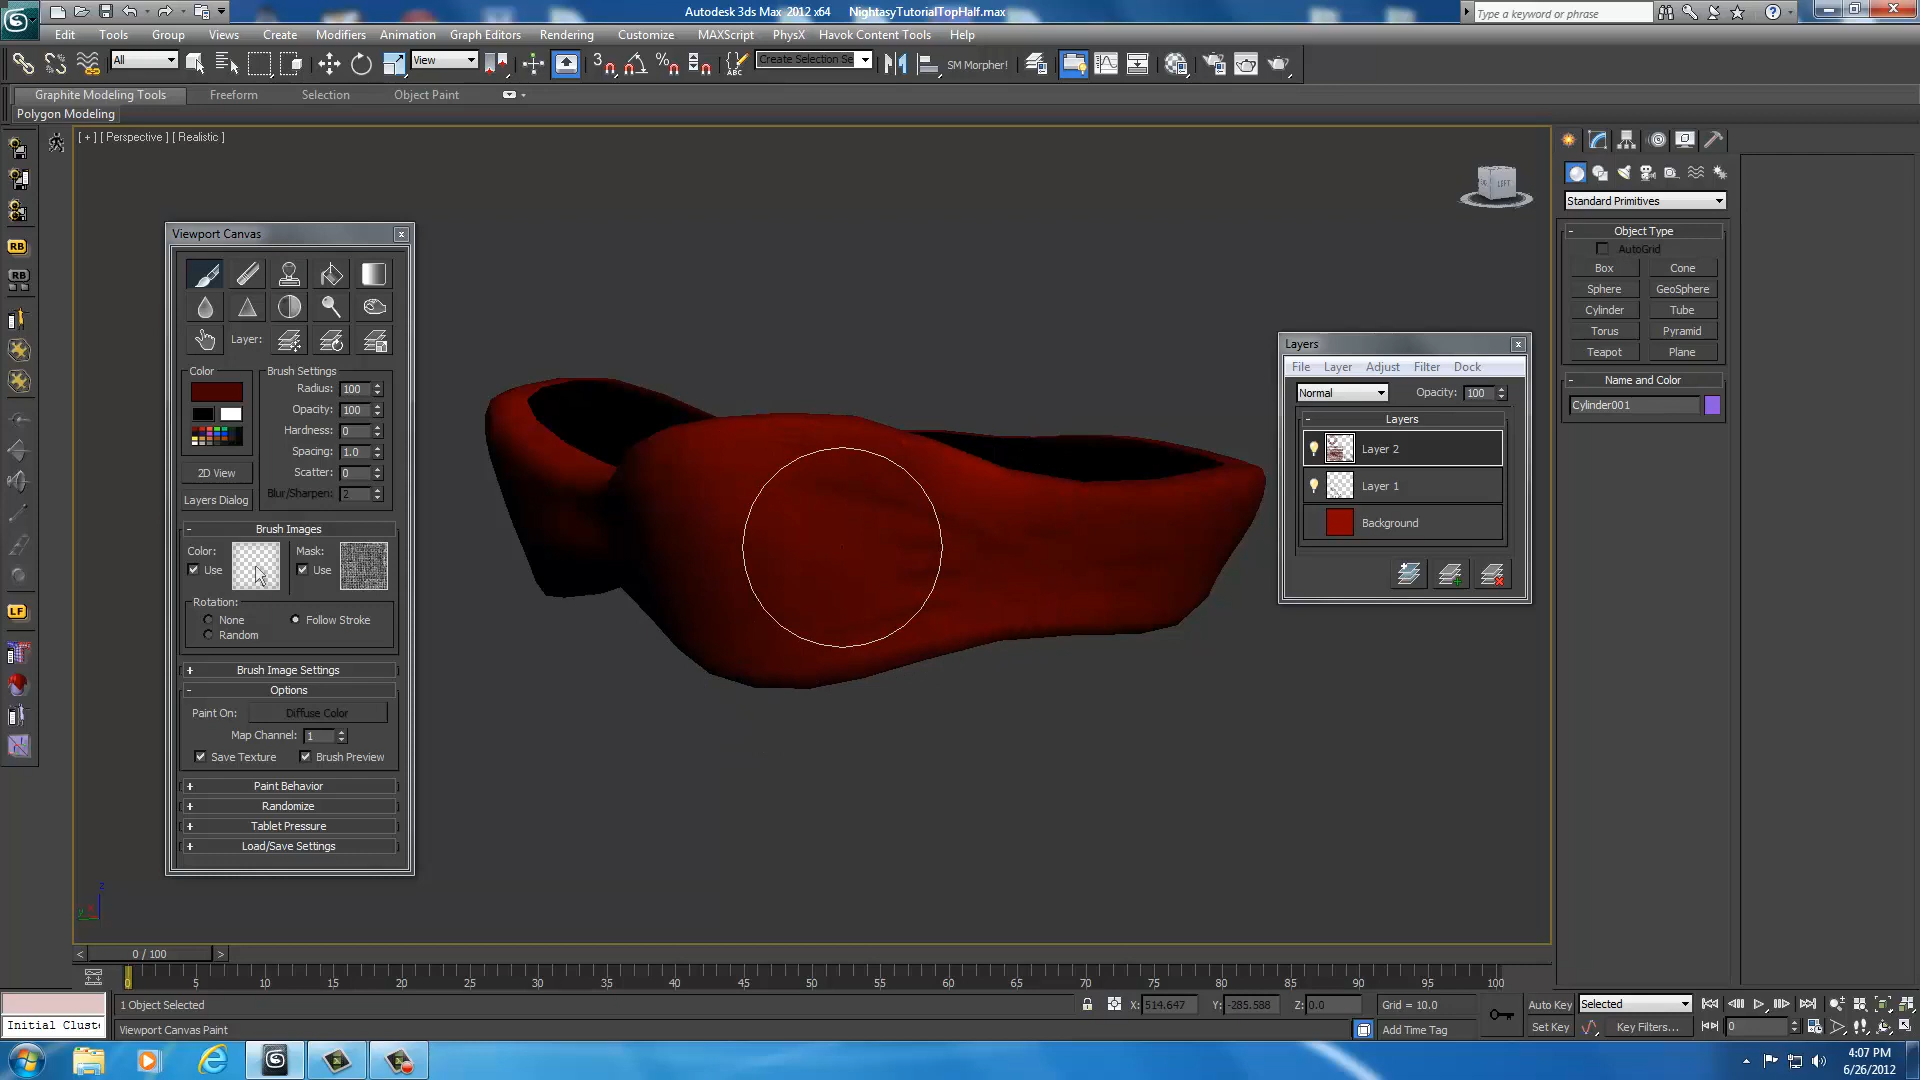 Autodesk 3ds Max 2012 x64 NightasyTutorialTopHalf.max
Type a keyword or phrase
Edit Tools Group Views Create Modifiers Animation Graph Editors Rendering Customize MAXScript PhysX Havok Content Tools Help
All View Create Selection Se SM Morpher!
Graphite Modeling Tools Freeform Selection Object Paint
Polygon Modeling
[ + ] [ Perspective ] [ Realistic ]
LEFT
Standard Primitives
Object Type
AutoGrid
Box Cone
Sphere GeoSphere
Cylinder Tube
Torus Pyramid
Teapot Plane
Name and Color
Cylinder001
RB
RB
LF
Viewport Canvas
Layer:
Color Brush Settings
Radius: 100
Opacity: 100
Hardness: 0
Spacing: 1.0
Scatter: 0
Blur/Sharpen: 2
2D View
Layers Dialog
Brush Images
Color: Mask:
Use Use
Rotation:
None Follow Stroke
Random
Brush Image Settings
Options
Paint On: Diffuse Color
Map Channel: 1
Save Texture Brush Preview
Paint Behavior
Randomize
Tablet Pressure
Load/Save Settings
Layers
File Layer Adjust Filter Dock
Normal Opacity: 100
Layers
Layer 2
Layer 1
Background
z
y x
0 / 100
0 5 10 15 20 25 30 35 40 45 50 55 60 65 70 75 80 85 90 95 100
1 Object Selected X: 514.647 Y: -285.588 Z: 0.0 Grid = 10.0 Auto Key Selected
Initial Cluste Viewport Canvas Paint Add Time Tag Set Key Key Filters... 0
4:07 PM
6/26/2012